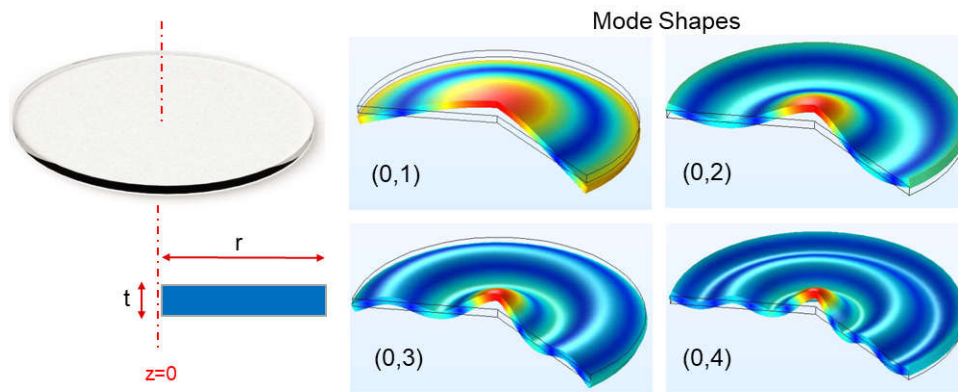 Mode Shapes
(0,1)
(0,2)
r
t
(0,3)
(0,4)
z=0